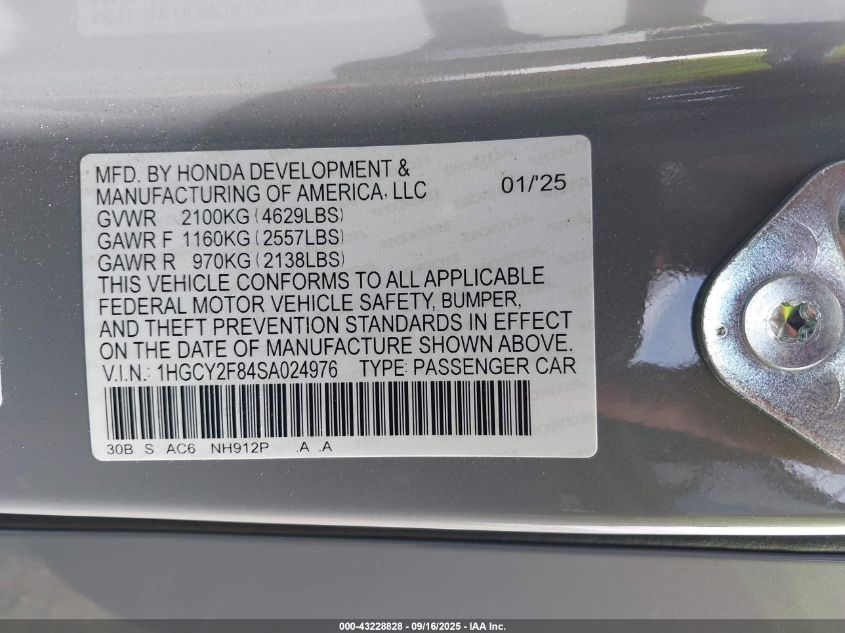 MFD. BY HONDA DEVELOPMENT &
MANUFACTURING OF AMERICA, LLC 01/'25
GVWR 2100KG (4629LBS)
GAWR F 1160KG (2557LBS)
GAWR R 970KG (2138LBS)
THIS VEHICLE CONFORMS TO ALL APPLICABLE
FEDERAL MOTOR VEHICLE SAFETY, BUMPER,
AND THEFT PREVENTION STANDARDS IN EFFECT
ON THE DATE OF MANUFACTURE SHOWN ABOVE.
V.I.N.: 1HGCY2F84SA024976 TYPE: PASSENGER CAR
30B S AC6 NH912P .A .A
000-43228828 - 09/16/2025 - IAA Inc.